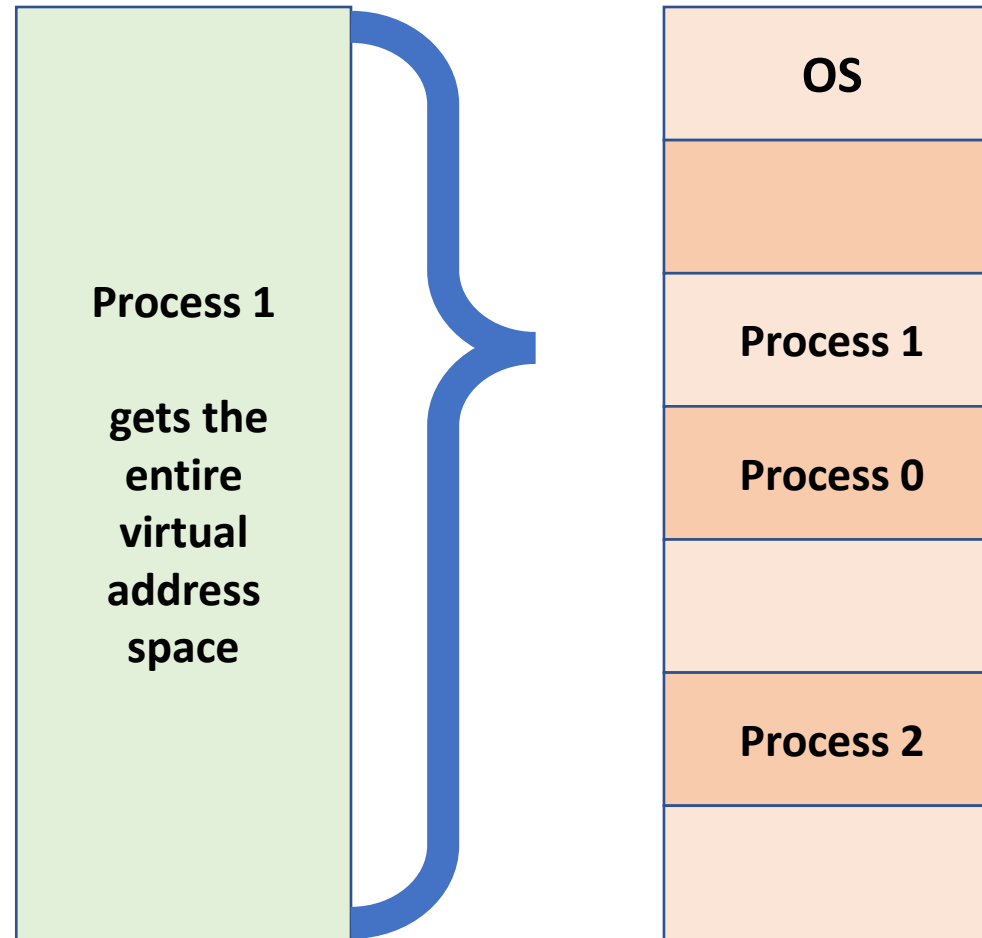 Process 1
gets the
entire
virtual
address
space
OS
Process 1
Process 0
Process 2